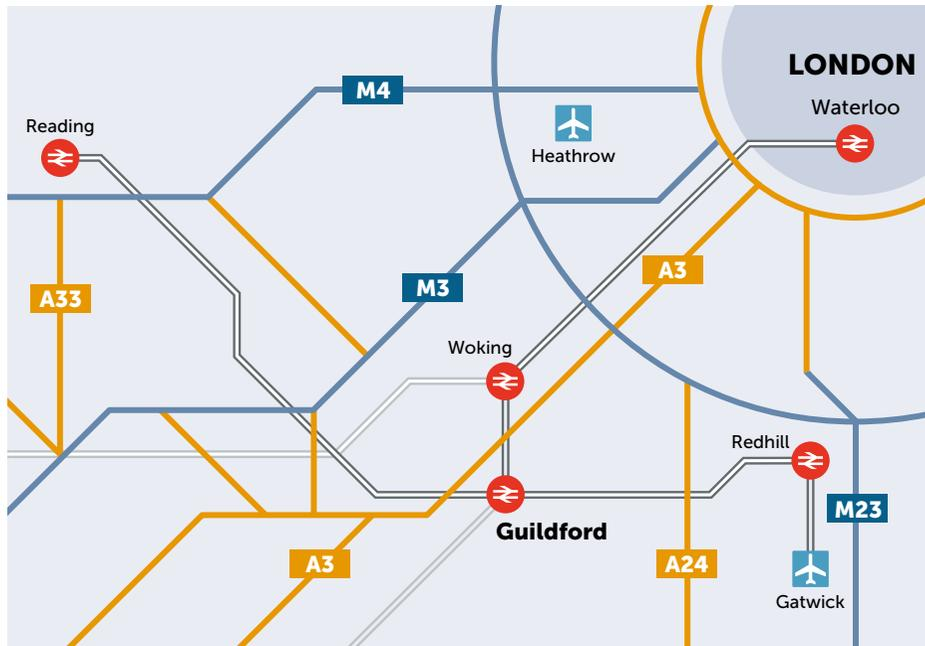 M4
LONDON
Waterloo
Reading
Heathrow
A3
M3
A33
Woking
Redhill
M23
Guildford
A3
A24
Gatwick